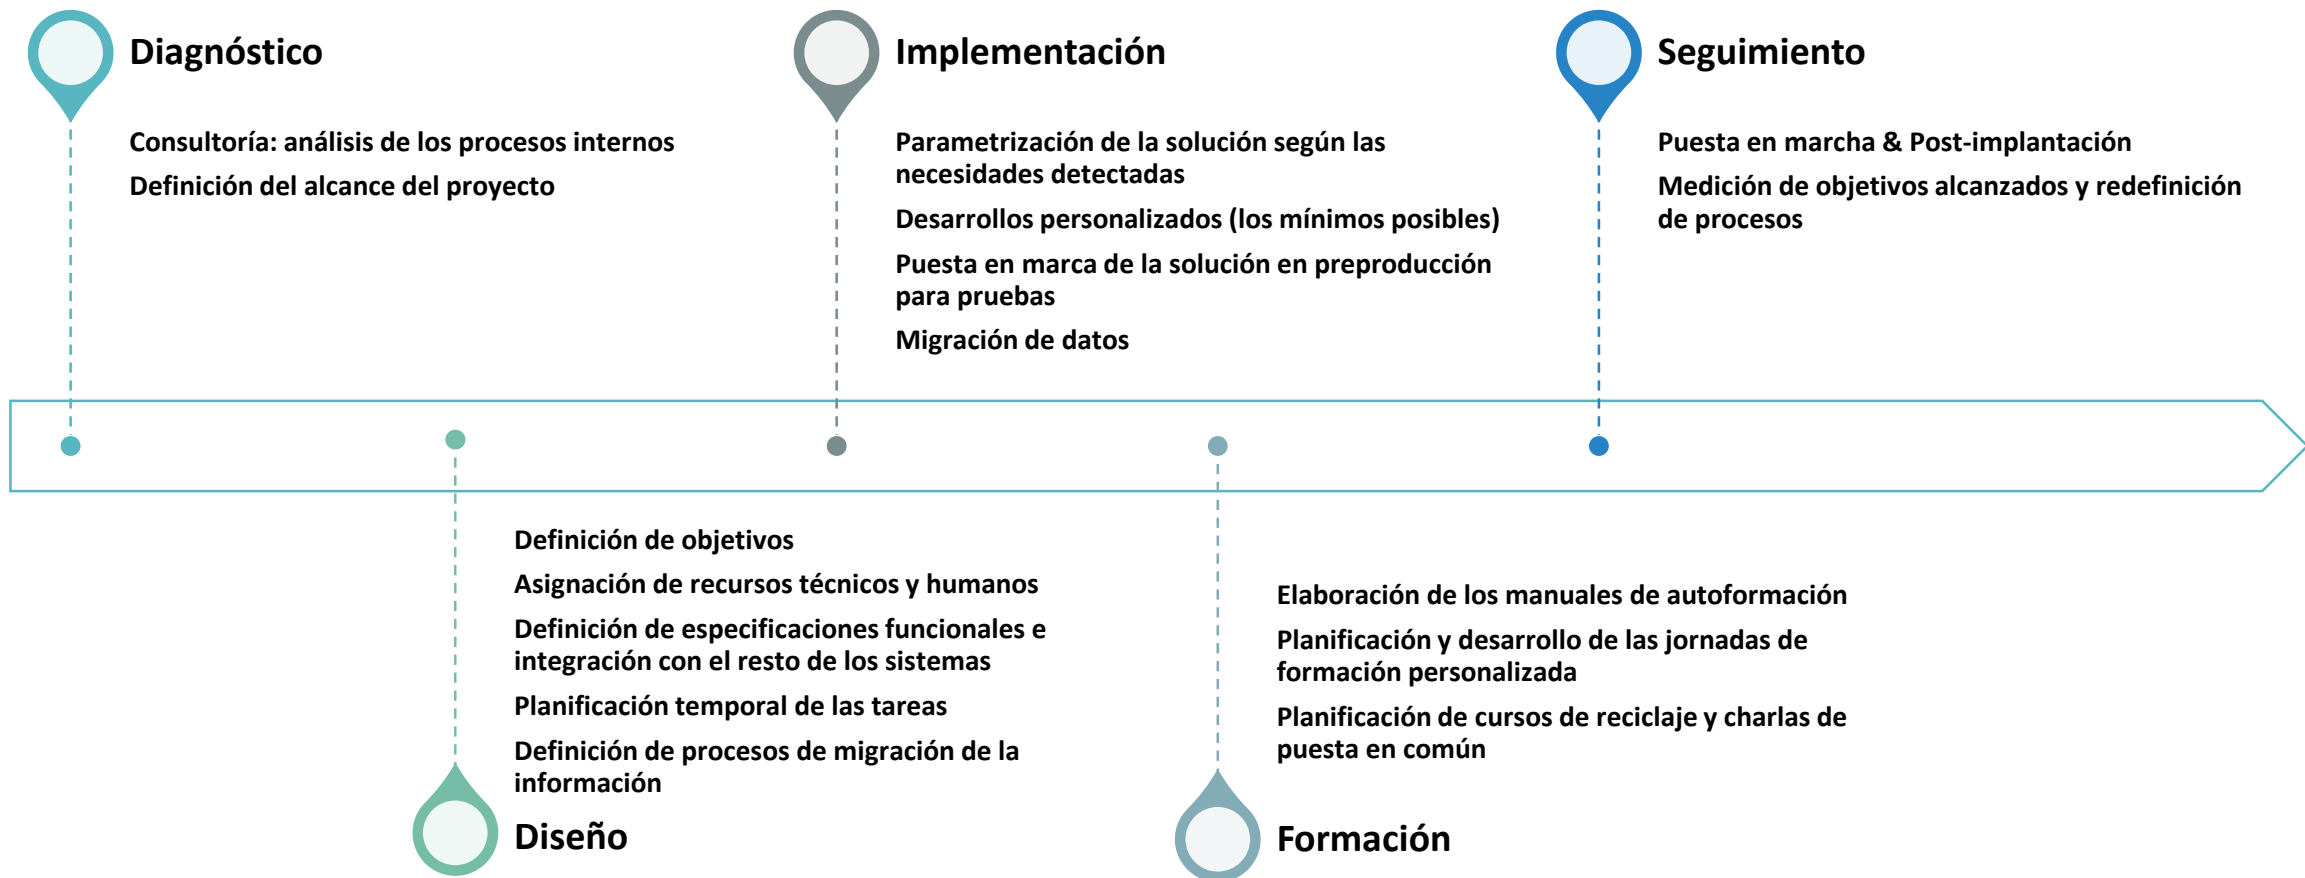 Diagnóstico
Consultoría: análisis de los procesos internos
Definición del alcance del proyecto
Implementación
Parametrización de la solución según las
necesidades detectadas
Desarrollos personalizados (los mínimos posibles)
Puesta en marca de la solución en preproducción
para pruebas
Migración de datos
Seguimiento
Puesta en marcha & Post-implantación
Medición de objetivos alcanzados y redefinición
de procesos
Definición de objetivos
Asignación de recursos técnicos y humanos
Definición de especificaciones funcionales e
integración con el resto de los sistemas
Planificación temporal de las tareas
Definición de procesos de migración de la
información
Diseño
Elaboración de los manuales de autoformación
Planificación y desarrollo de las jornadas de
formación personalizada
Planificación de cursos de reciclaje y charlas de
puesta en común
Formación